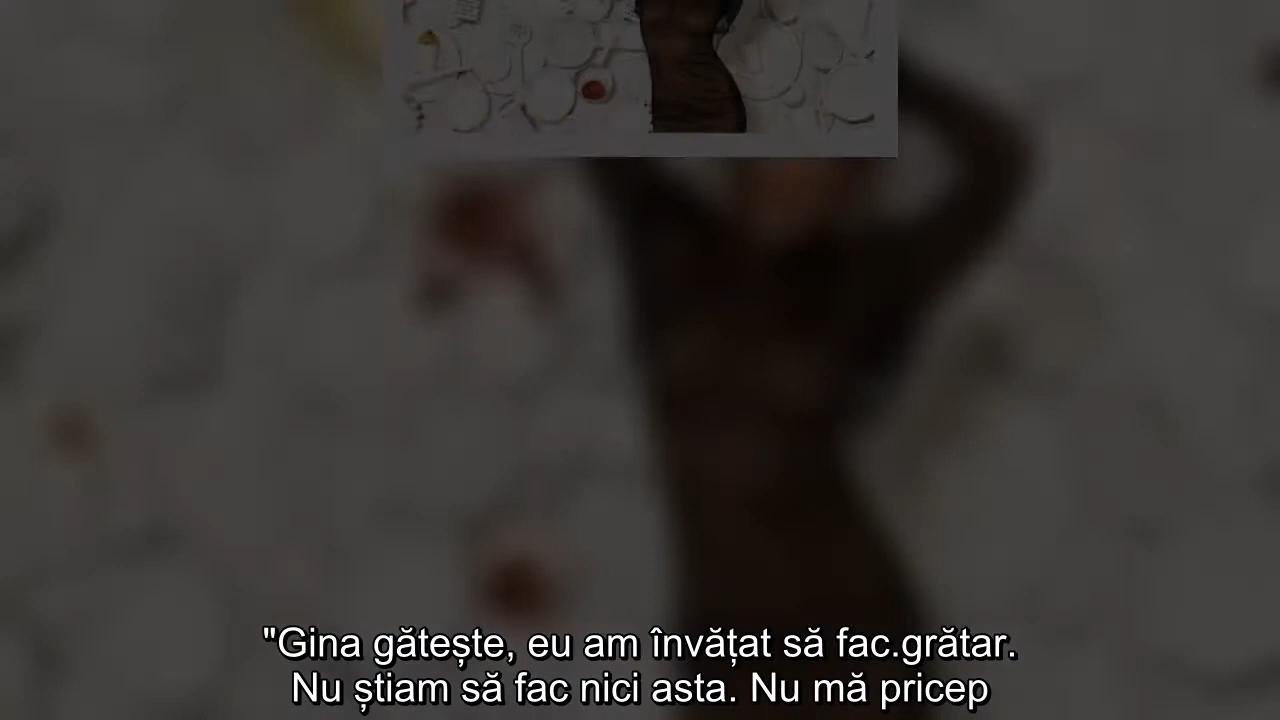 "Gina gătește, eu am învățat să fac.grătar.
Nu știam să fac nici asta. Nu mă pricep